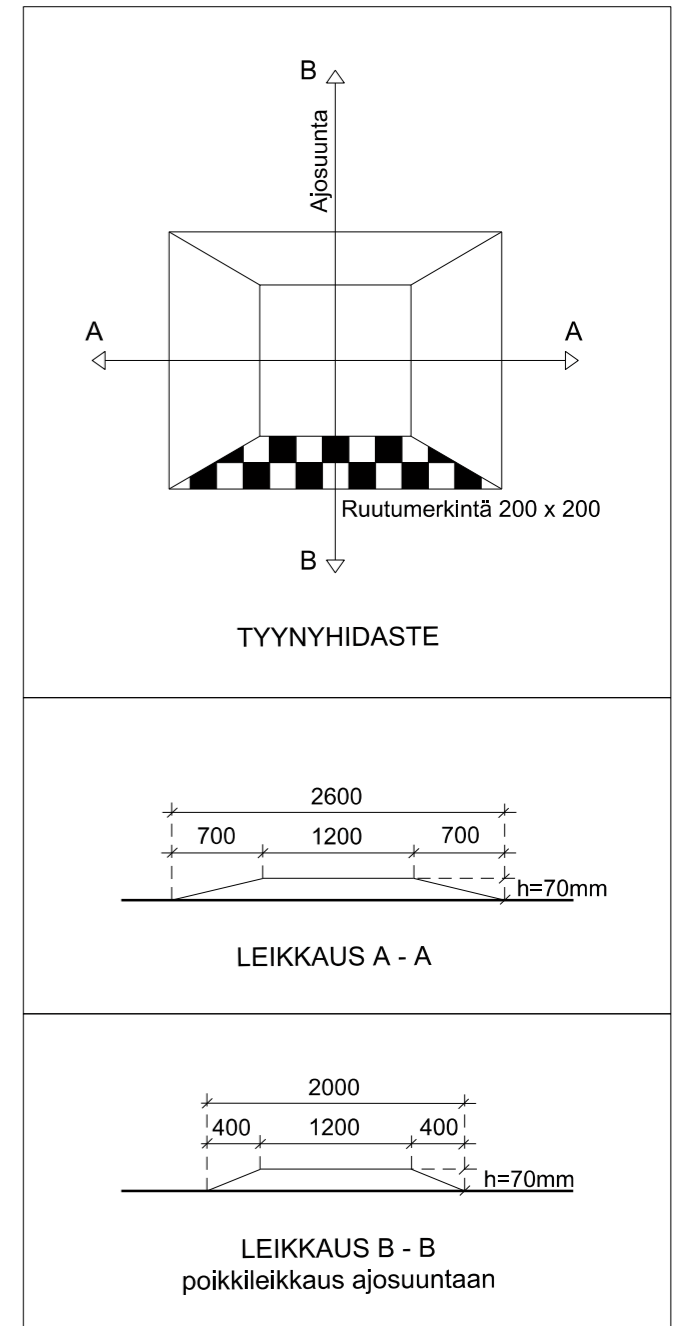 B
Ajosuunta
A
A
Ruutumerkintä 200 x 200
B
TYYNYHIDASTE
2600
700 1200 700
h=70mm
LEIKKAUS A - A
2000
400 1200 400
h=70mm
LEIKKAUS B - B
poikkileikkaus ajosuuntaan